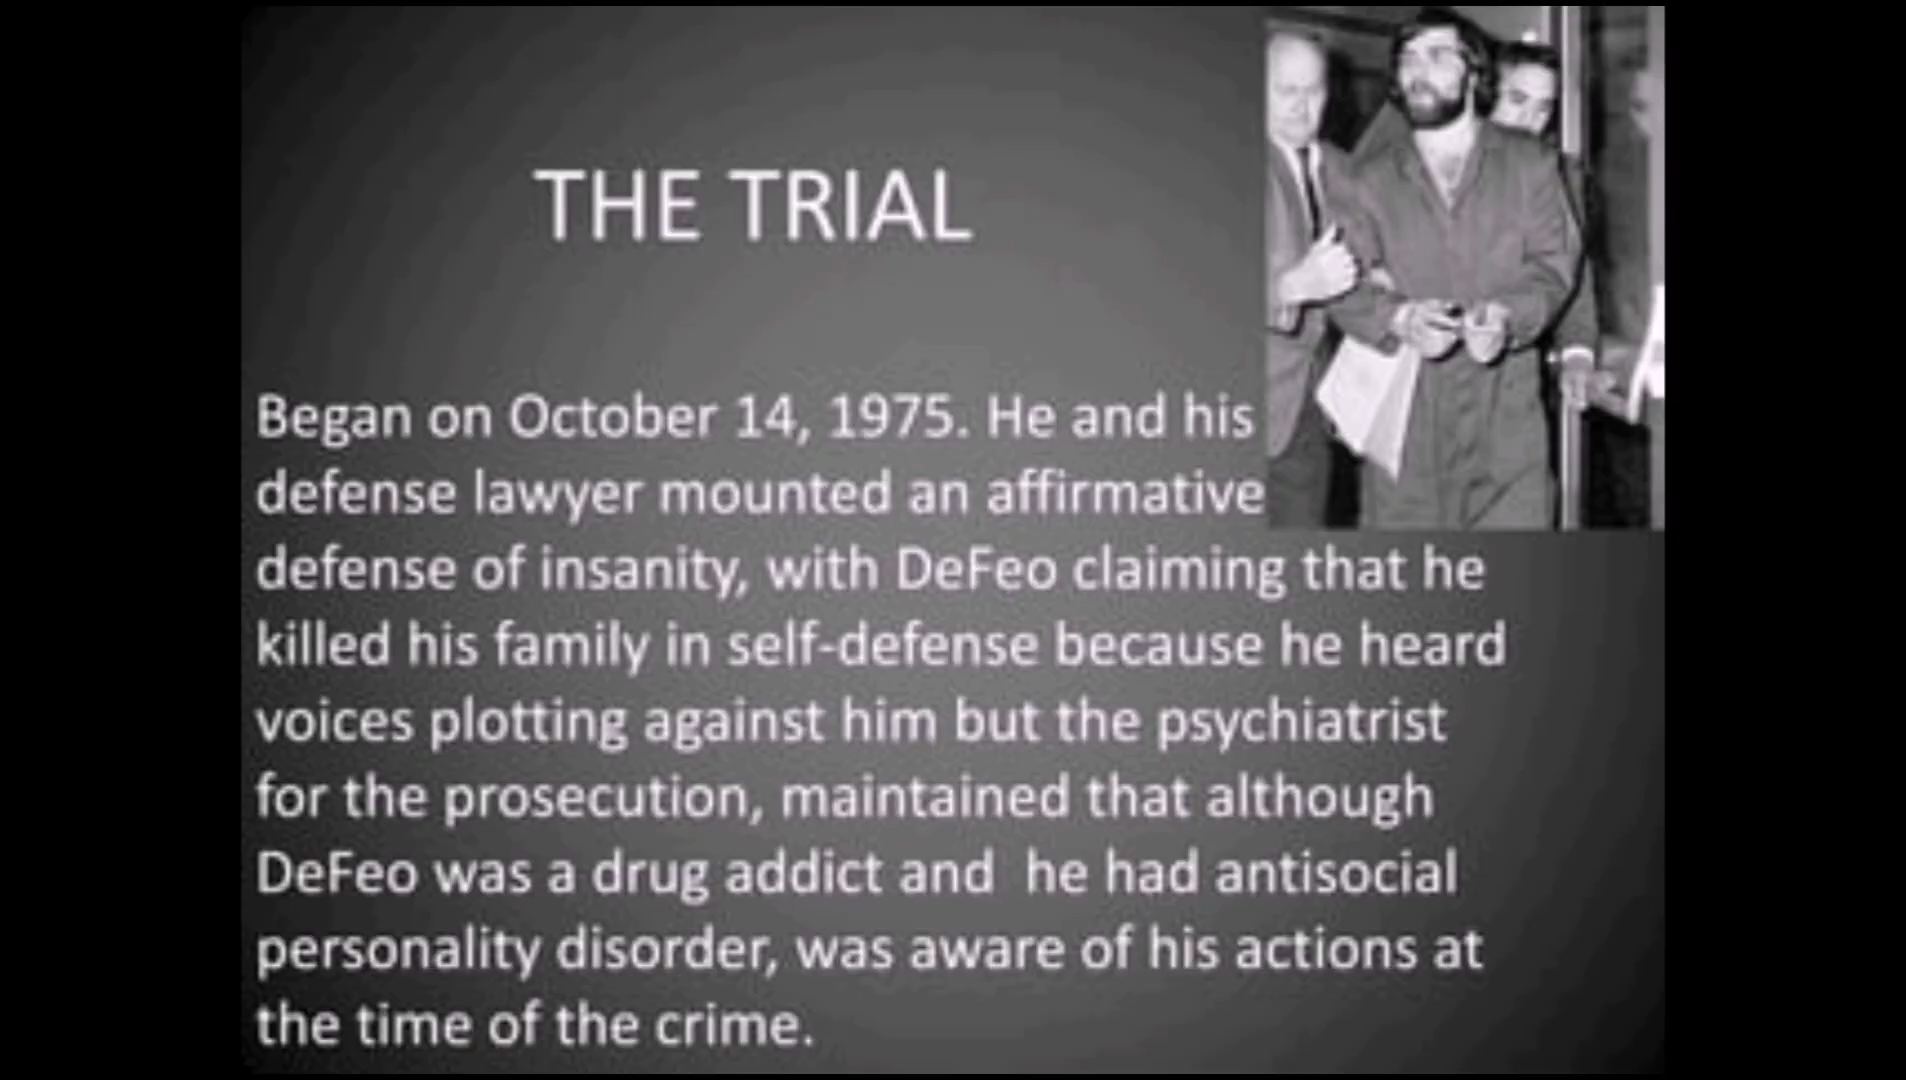 THE TRIAL
Began on October 14, 1975. He and his
defense lawyer mounted an affirmative
defense of insanity, with DeFeo claiming that he
killed his family in self-defense because he heard
voices plotting against him but the psychiatrist
for the prosecution, maintained that although
DeFeo was a drug addict and  he had antisocial
personality disorder, was aware of his actions at
the time of the crime.